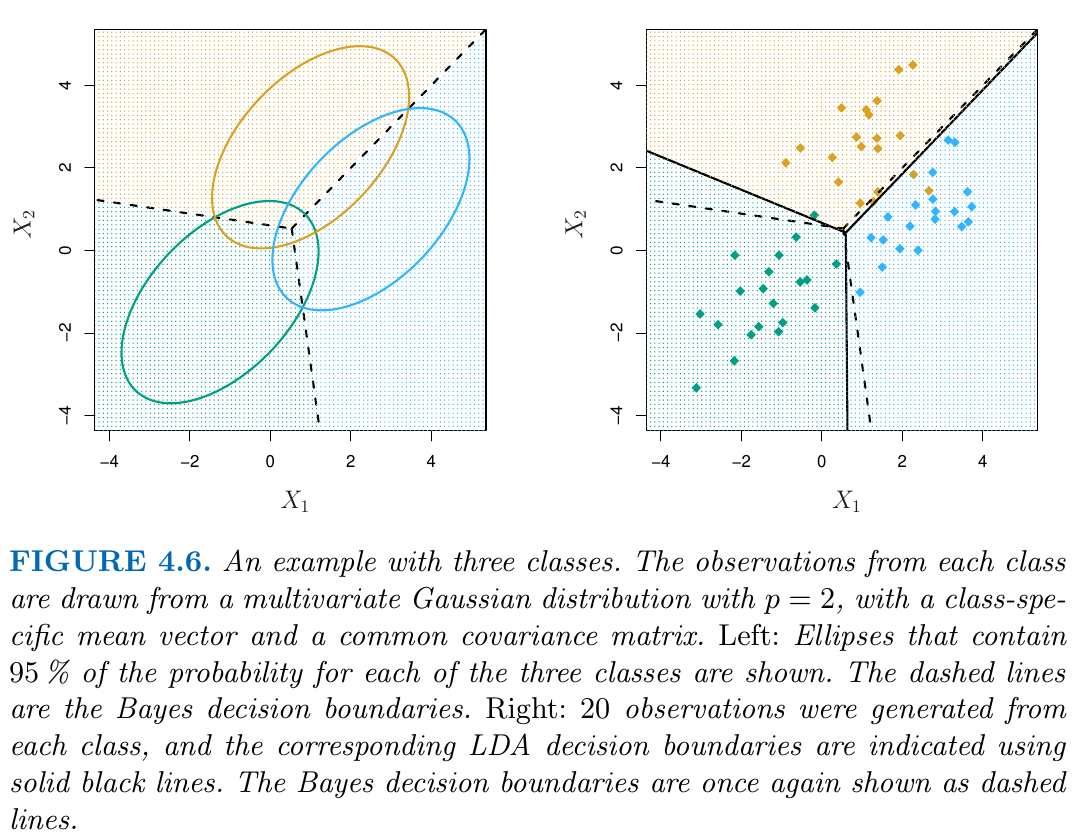 4
2
0
−2
−4
X2
−4
−2
0
2
4
X1
4
2
0
−2
−4
X2
−4
−2
0
2
4
X1
FIGURE 4.6. An example with three classes. The observations from each class
are drawn from a multivariate Gaussian distribution with p = 2, with a class-spe-
cific mean vector and a common covariance matrix. Left: Ellipses that contain
95 % of the probability for each of the three classes are shown. The dashed lines
are the Bayes decision boundaries. Right: 20 observations were generated from
each class, and the corresponding LDA decision boundaries are indicated using
solid black lines. The Bayes decision boundaries are once again shown as dashed
lines.